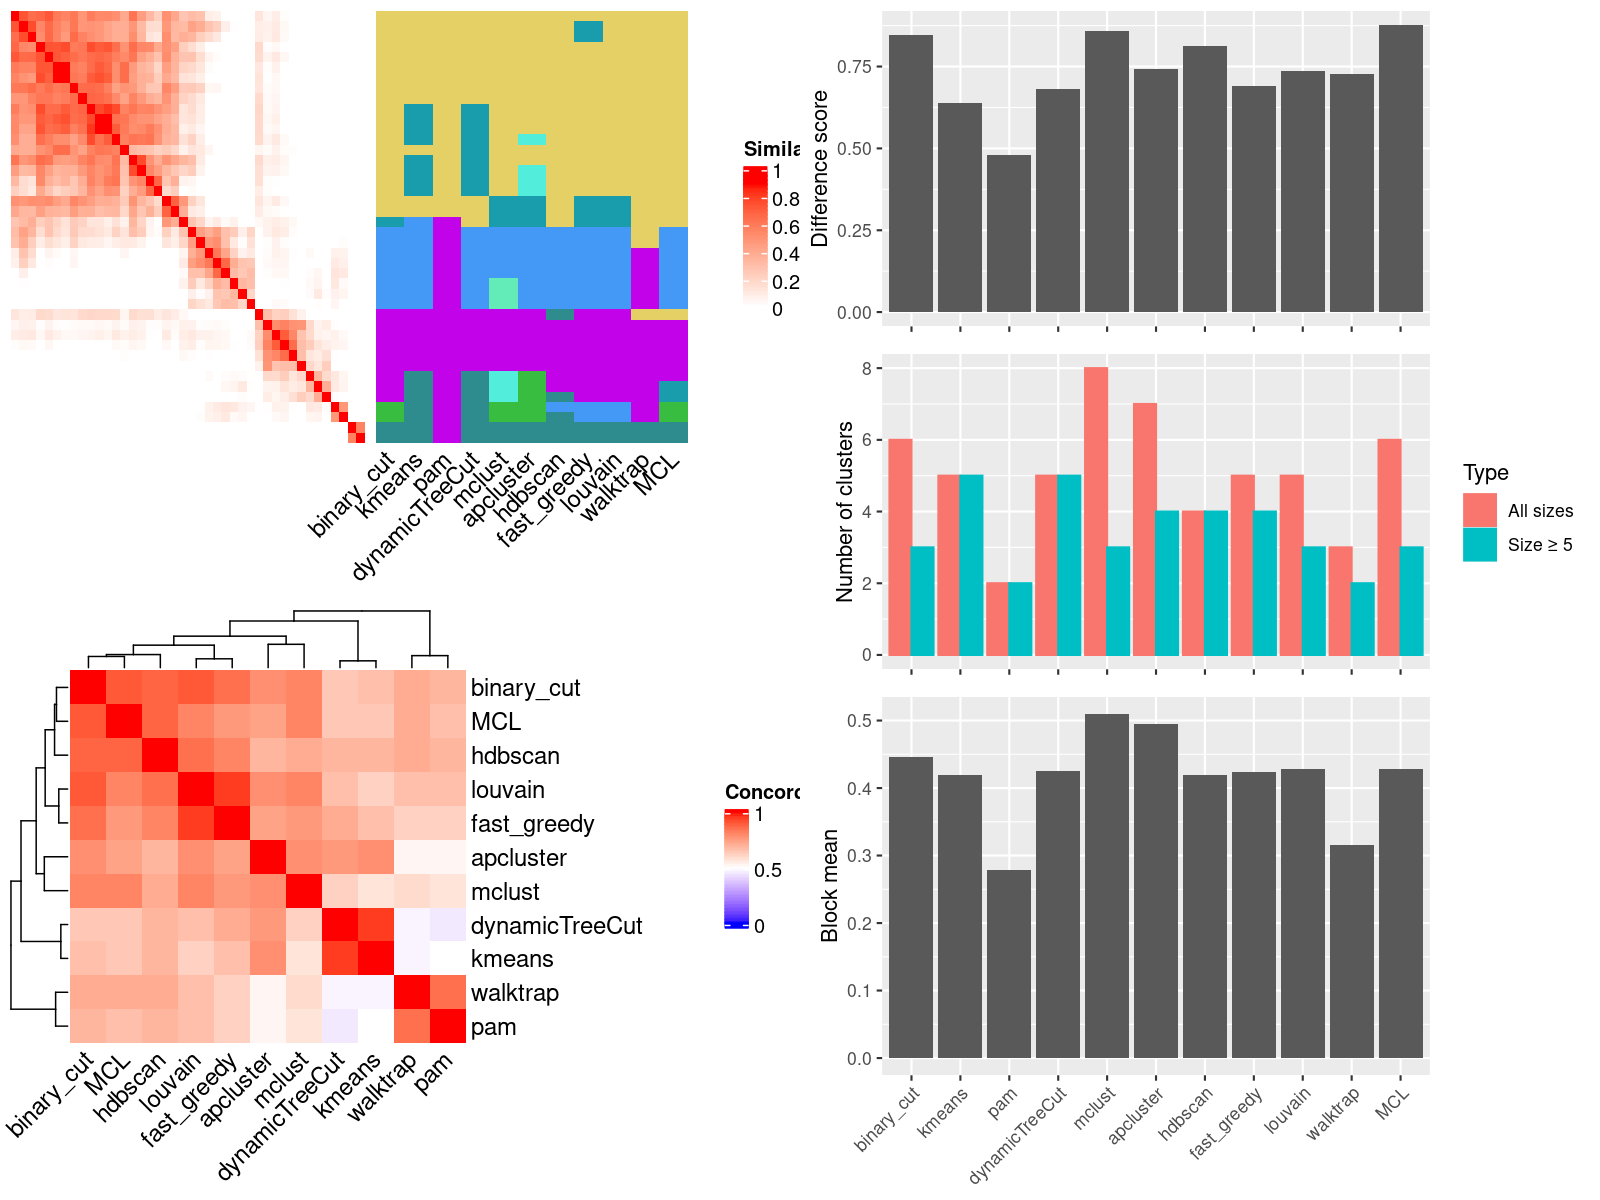 Simila
1
0.8
0.6
0.4
0.2
0
binary_cut
kmeans
pam
dynamicTreeCut
mclust
apcluster
hdbscan
fast_greedy
louvain
walktrap
MCL
binary_cut
MCL
hdbscan
louvain
fast_greedy
apcluster
mclust
dynamicTreeCut
kmeans
walktrap
pam
binary_cut
MCL
hdbscan
louvain
fast_greedy
apcluster
mclust
dynamicTreeCut
kmeans
walktrap
pam
Concord
1
0.5
0
Difference score
0.75
0.50
0.25
0.00
Number of clusters
8
6
4
2
0
Type
All sizes
Size ≥ 5
Block mean
0.5
0.4
0.3
0.2
0.1
0.0
binary_cut
kmeans
pam
dynamicTreeCut
mclust
apcluster
hdbscan
fast_greedy
louvain
walktrap
MCL